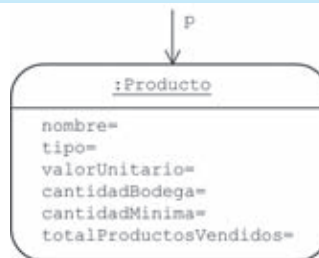 p
:Producto
nombre=
tipo=
valorUnitario=
cantidadBodega=
cantidadMinima=
totalProductosVendidos=